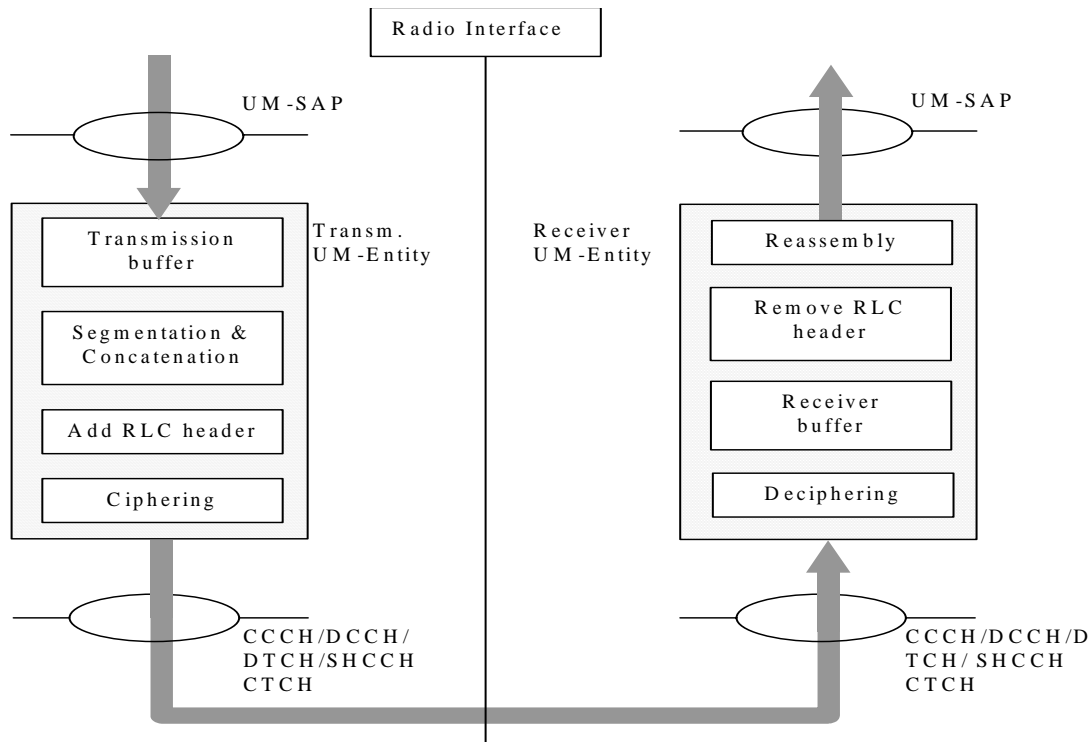 Radio Interface
UM-SAP
Transmission
buffer
Segmentation &
Concatenation
Add RLC header
Ciphering
Transm.
UM-Entity
CCCH/DCCH/
DTCH/SHCCH
CTCH
UM-SAP
Receiver
UM-Entity
Reassembly
Remove RLC
header
Receiver
buffer
Deciphering
CCCH/DCCH/D
TCH/ SHCCH
CTCH